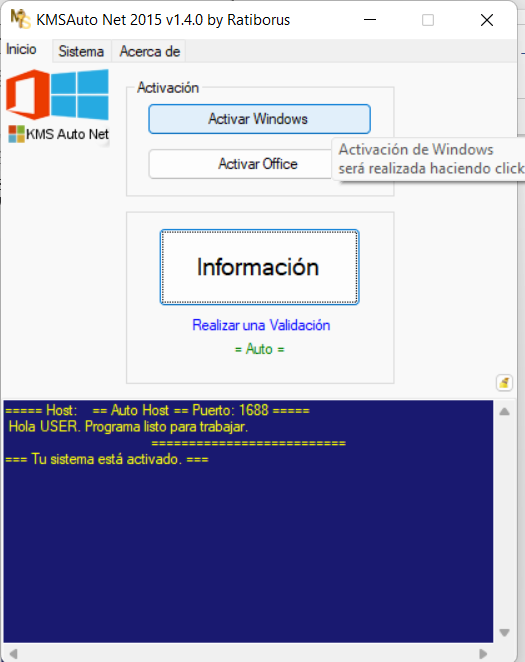 KMSAuto Net 2015 v1.4.0 by Ratiborus
Inicio Sistema Acerca de
KMS Auto Net
Activación
Activar Windows
Activación de Windows
será realizada haciendo click
Activar Office
Información
Realizar una Validación
= Auto =
===== Host: == Auto Host == Puerto: 1688 =====
Hola USER. Programa listo para trabajar.
==========================
=== Tu sistema está activado. ===